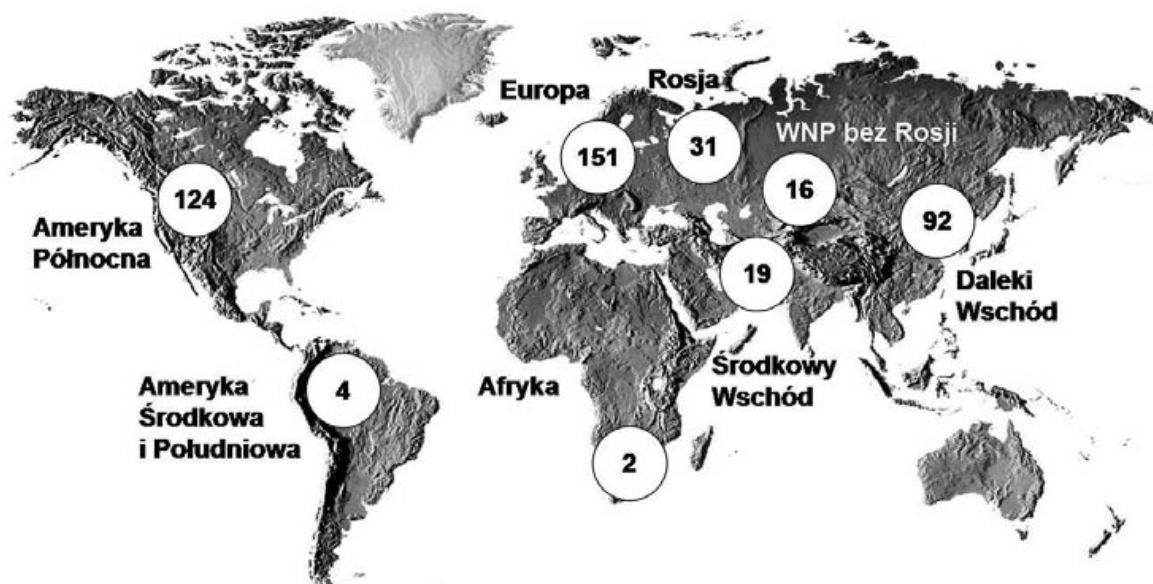 Europa
Rosja
WNP bez Rosji
151
31
16
124
92
Ameryka
Północna
19
Daleki
Wschód
Ameryka
Środkowa
i Południowa
4
Afryka
Środkowy
Wschód
2